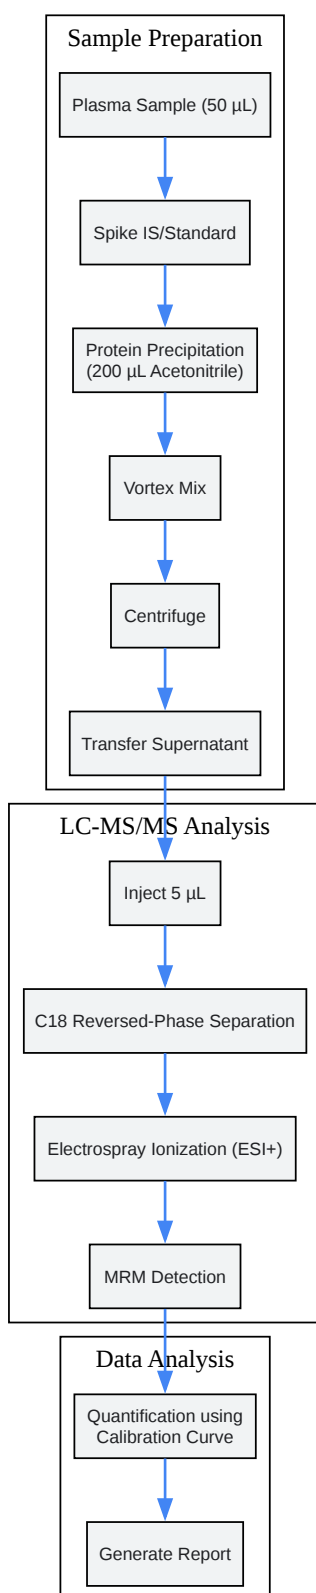 Sample Preparation
Plasma Sample (50 µL)
Spike IS/Standard
Protein Precipitation
(200 µL Acetonitrile)
Vortex Mix
Centrifuge
Transfer Supernatant
LC-MS/MS Analysis
Inject 5 µL
C18 Reversed-Phase Separation
Electrospray Ionization (ESI+)
MRM Detection
Data Analysis
Quantification using
Calibration Curve
Generate Report